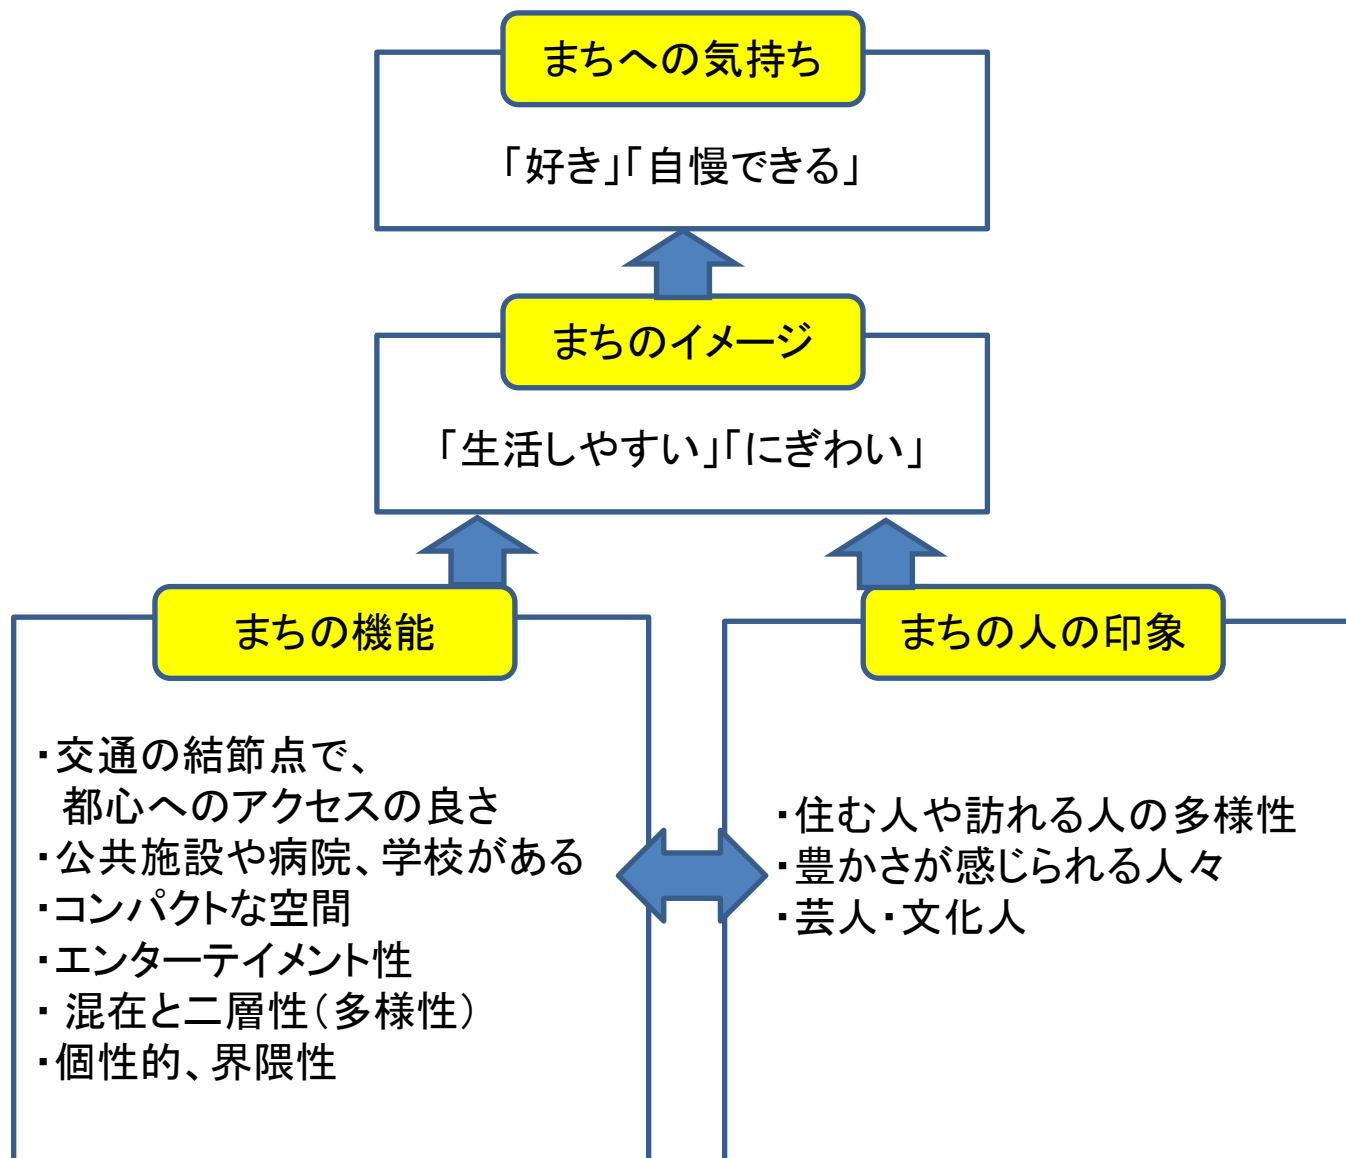 まちへの気持ち
「好き」「自慢できる」
まちのイメージ
「生活しやすい」「にぎわい」
まちの機能
・交通の結節点で、
都心へのアクセスの良さ
・公共施設や病院、学校がある
・コンパクトな空間
・エンターテイメント性
・ 混在と二層性(多様性)
・個性的、界隈性
まちの人の印象
・住む人や訪れる人の多様性
・豊かさが感じられる人々
・芸人・文化人